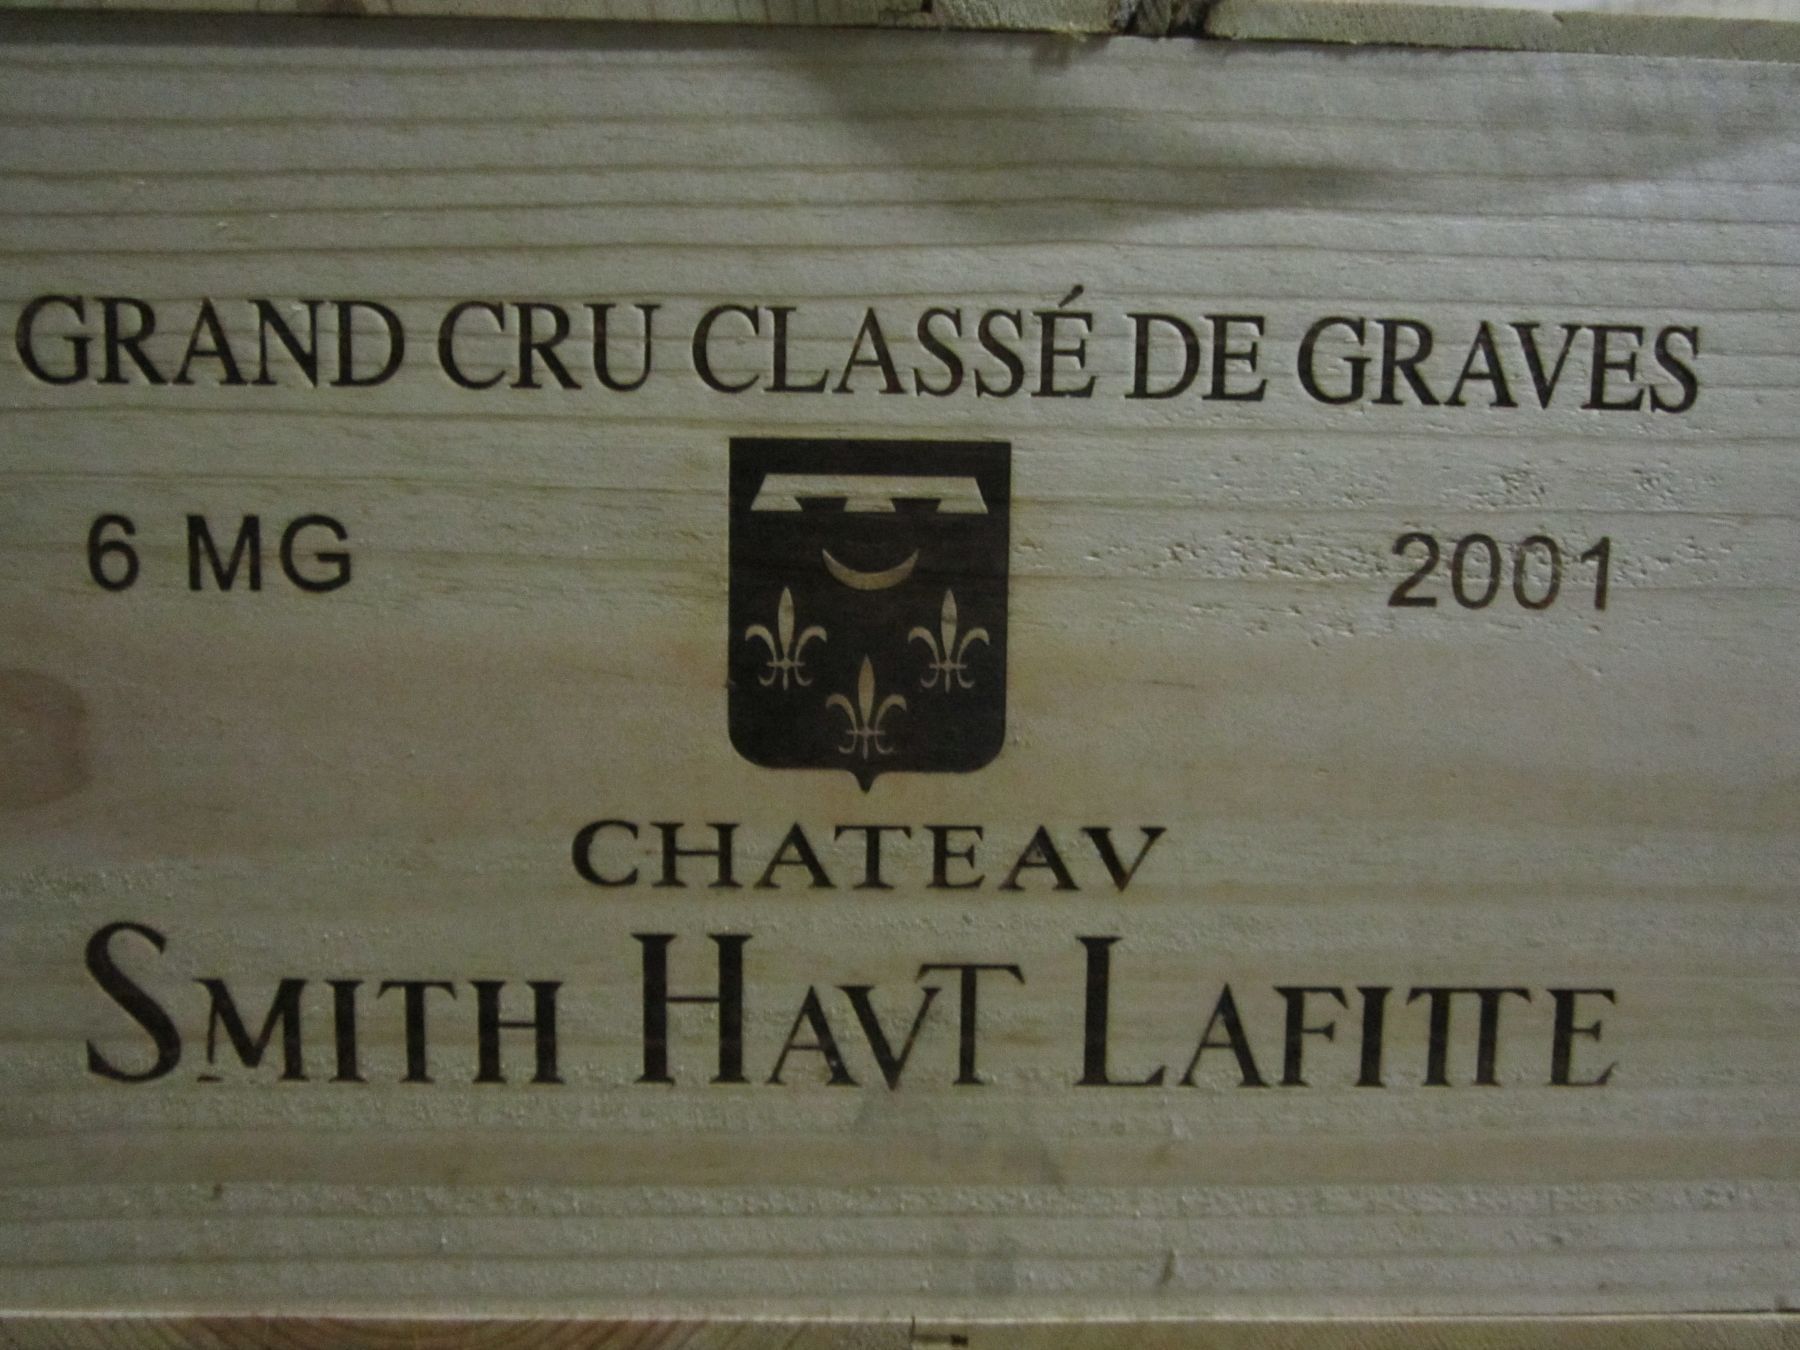 GRAND CRU CLASSÉ DE GRAVES
6 MG 2001
CHATEAV
SMITH HAVT LAFITTE